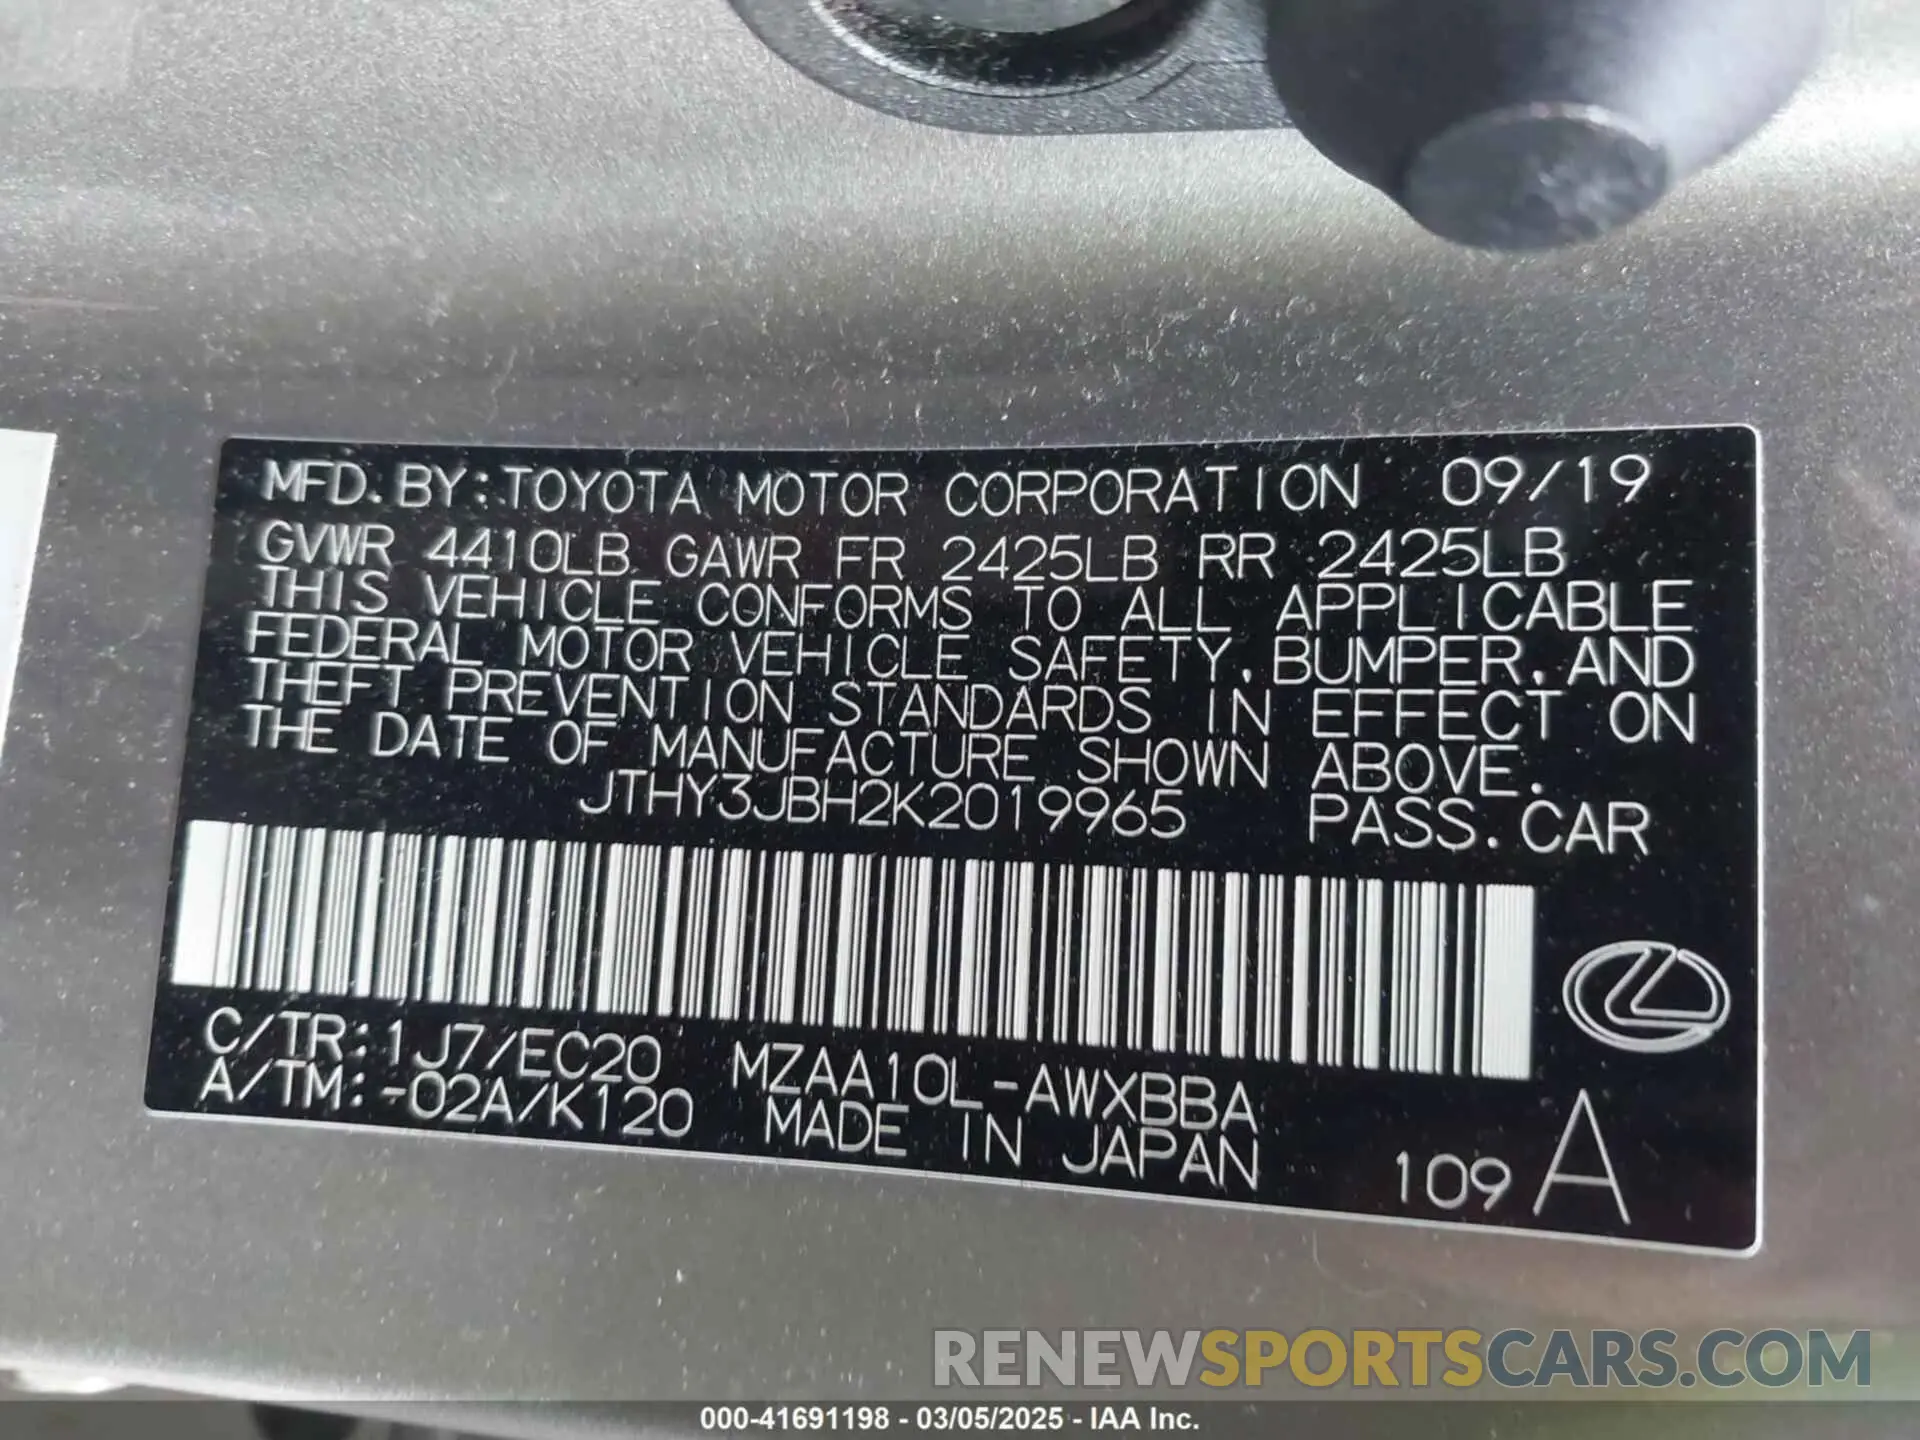 MFD. BY: TOYOTA MOTOR CORPORATION 09/19
GVWR 4410LB GAWR FR 2425LB RR 2425LB
THIS VEHICLE CONFORMS TO ALL APPLICABLE
FEDERAL MOTOR VEHICLE SAFETY, BUMPER, AND
THEFT PREVENTION STANDARDS IN EFFECT ON
THE DATE OF MANUFACTURE SHOWN ABOVE.
JTHY3JBH2K2019965 PASS. CAR
C/TR: 1J7/EC20 MZAA10L-AWXBBA
A/TM: -02A/K120 MADE IN JAPAN
109 A
RENEWSPORTSCARS.COM
000-41691198 - 03/05/2025 - IAA Inc.